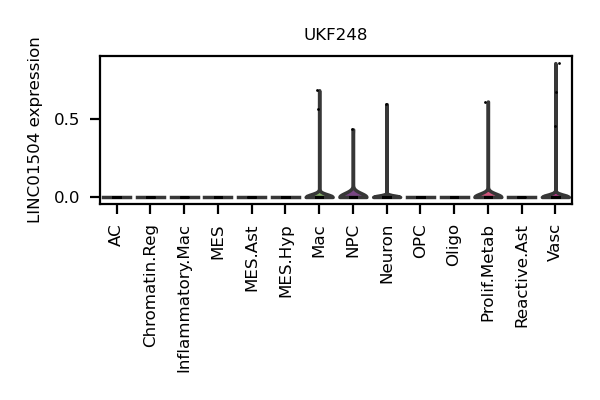 UKF248
LINC01504 expression
0.5
0.0
AC
Chromatin.Reg
Inflammatory.Mac
MES
MES.Ast
MES.Hyp
Mac
NPC
Neuron
OPC
Oligo
Prolif.Metab
Reactive.Ast
Vasc